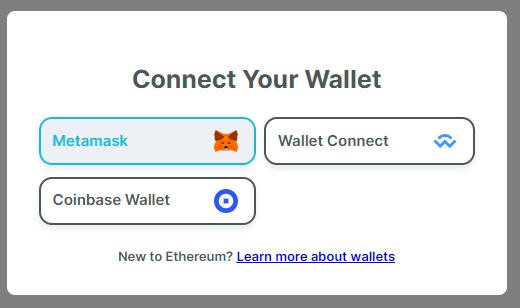 Connect Your Wallet
Metamask
Wallet Connect
Coinbase Wallet
New to Ethereum? Learn more about wallets